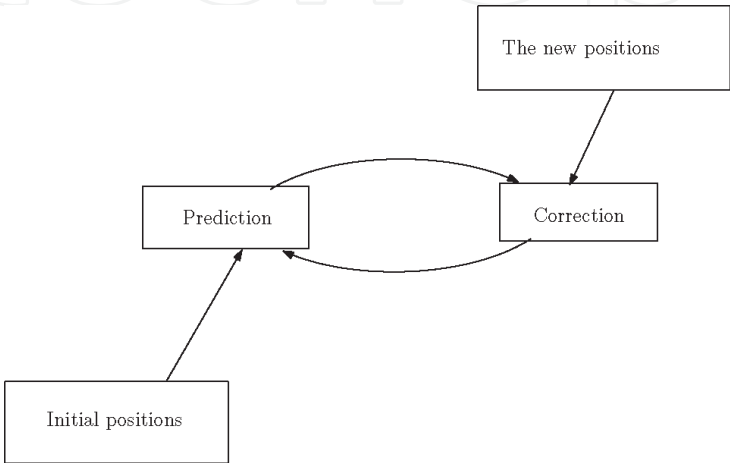 The new positions
Prediction
Correction
Initial positions